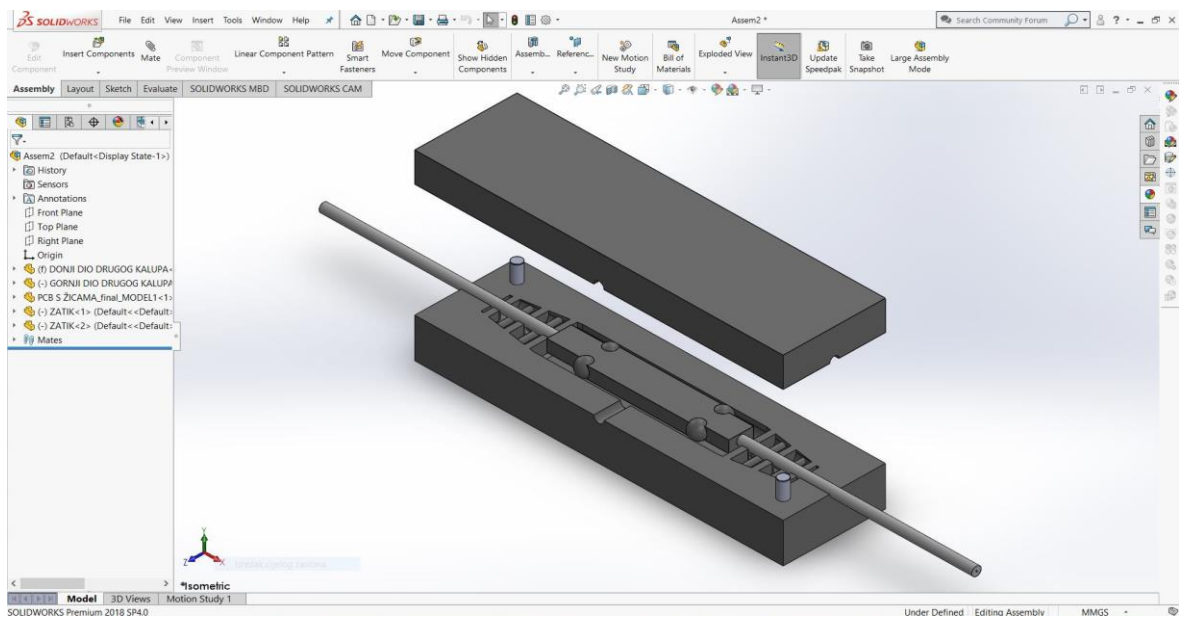 SOLIDWORKS File Edit View Insert Tools Window Help Assem2 * Search Community Forum
Edit Component
Insert Components
Mate
Component Preview Window
Linear Component Pattern
Smart Fasteners
Move Component
Show Hidden Components
Assemb...
Referenc...
New Motion Study
Bill of Materials
Exploded View
Instant3D
Update Speedpak
Take Snapshot
Large Assembly Mode
Assembly Layout Sketch Evaluate SOLIDWORKS MBD SOLIDWORKS CAM
Assem2 (Default<Display State-1>)
History
Sensors
Annotations
Front Plane
Top Plane
Right Plane
Origin
(f) DONJI DIO DRUGOG KALUPA<
(-) GORNJI DIO DRUGOG KALUPA
PCB S ŽICAMA_final_MODEL1<1>
(-) ZATIK<1> (Default<<Default>
(-) ZATIK<2> (Default<<Default>
Mates
Y
Z
X
*Isometric
Model 3D Views Motion Study 1
SOLIDWORKS Premium 2018 SP4.0 Under Defined Editing Assembly MMGS